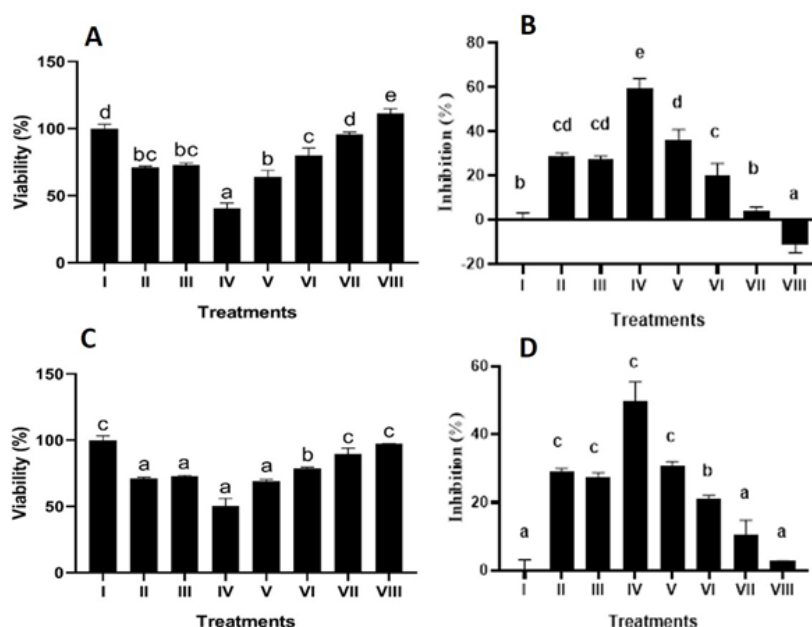 A
Viability (%)
150
100
50
0
d
bc
bc
a
b
c
d
e
I II III IV V VI VII VIII
Treatments
B
Inhibition (%)
80
60
40
20
0
-20
b
cd
cd
e
d
c
b
a
I II III IV V VI VII VIII
Treatments
C
Viability (%)
150
100
50
0
c
a
a
a
a
b
c
c
I II III IV V VI VII VIII
Treatments
D
Inhibition (%)
60
40
20
0
a
c
c
c
c
b
a
a
I II III IV V VI VII VIII
Treatments